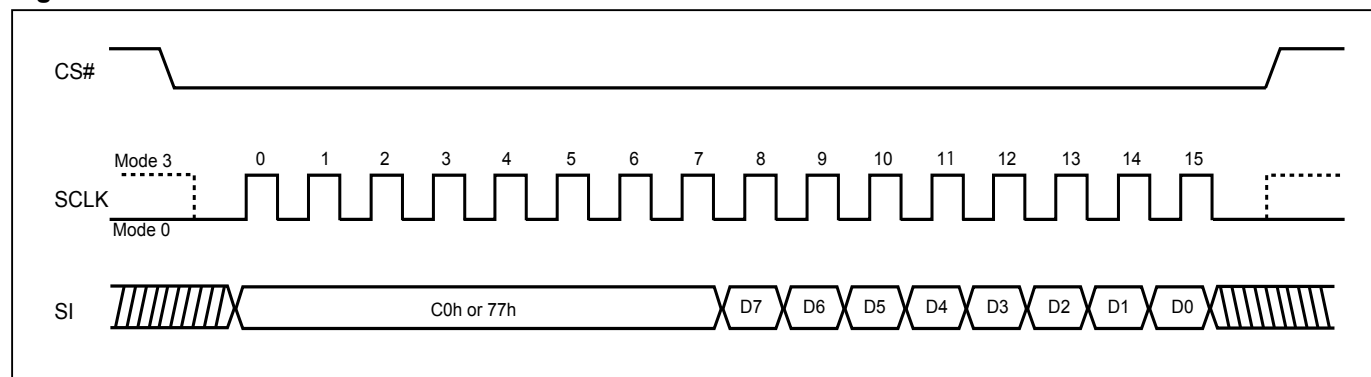 CS#
Mode 3 0 1 2 3 4 5 6 7 8 9 10 11 12 13 14 15
SCLK
Mode 0
SI C0h or 77h D7 D6 D5 D4 D3 D2 D1 D0